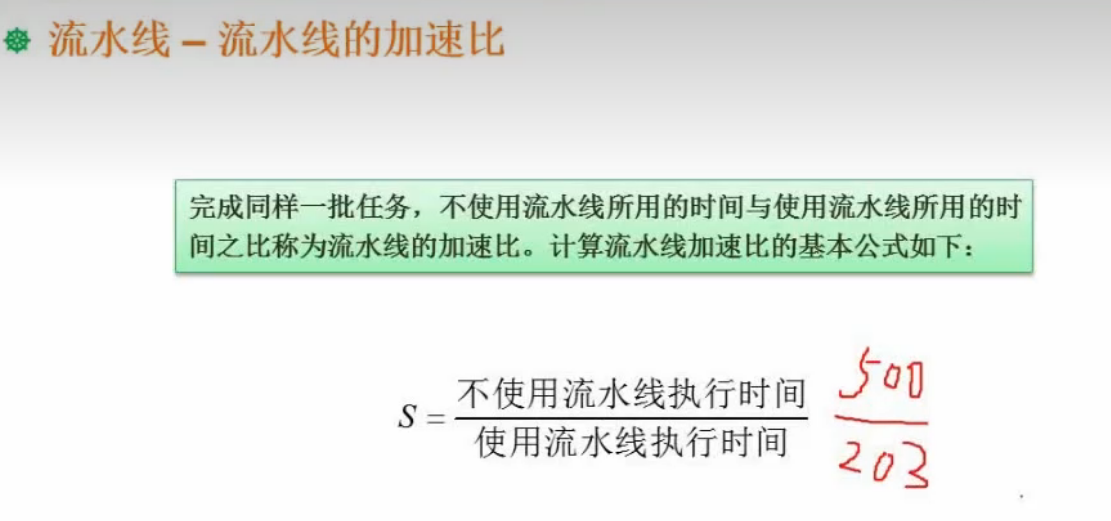 流水线 – 流水线的加速比
完成同样一批任务，不使用流水线所用的时间与使用流水线所用的时
间之比称为流水线的加速比。计算流水线加速比的基本公式如下：
S = 不使用流水线执行时间
使用流水线执行时间
500
203